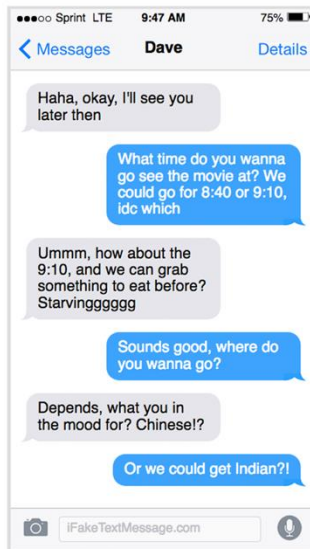 Sprint LTE 9:47 AM 75%
Messages Dave Details
Haha, okay, I'll see you
later then
What time do you wanna
go see the movie at? We
could go for 8:40 or 9:10,
idc which
Ummm, how about the
9:10, and we can grab
something to eat before?
Starvingggggg
Sounds good, where do
you wanna go?
Depends, what you in
the mood for? Chinese!?
Or we could get Indian?!
iFakeTextMessage.com